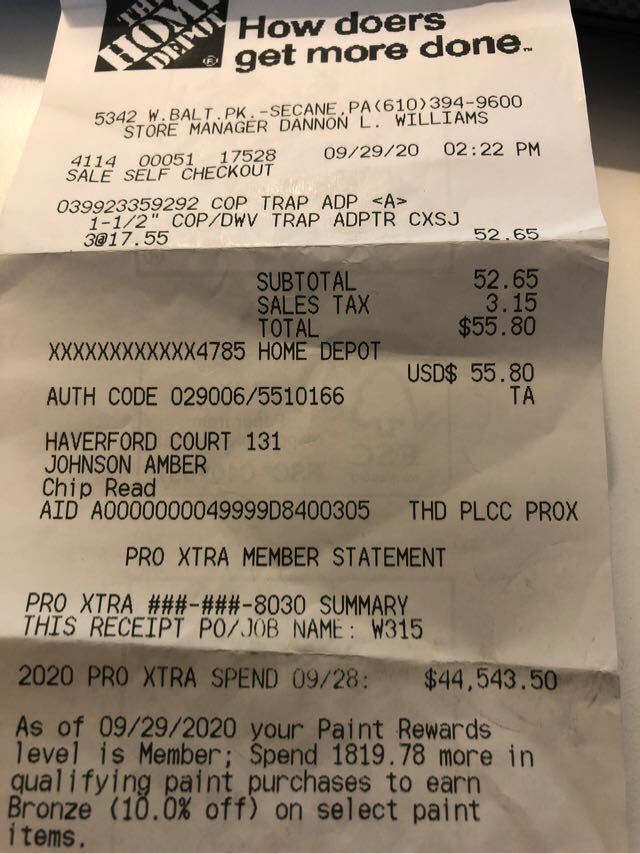 THE
HOME
DEPOT
®
How doers
get more done™
5342 W.BALT.PK.-SECANE,PA(610)394-9600
STORE MANAGER DANNON L. WILLIAMS
4114 00051 17528 09/29/20 02:22 PM
SALE SELF CHECKOUT
039923359292 COP TRAP ADP <A>
1-1/2" COP/DWV TRAP ADPTR CXSJ
3@17.55 52.65
SUBTOTAL 52.65
SALES TAX 3.15
TOTAL $55.80
XXXXXXXXXXXX4785 HOME DEPOT
USD$ 55.80
AUTH CODE 029006/5510166 TA
HAVERFORD COURT 131
JOHNSON AMBER
Chip Read
AID A0000000049999D8400305 THD PLCC PROX
PRO XTRA MEMBER STATEMENT
PRO XTRA ###-###-8030 SUMMARY
THIS RECEIPT PO/JOB NAME: W315
2020 PRO XTRA SPEND 09/28: $44,543.50
As of 09/29/2020 your Paint Rewards
level is Member; Spend 1819.78 more in
qualifying paint purchases to earn
Bronze (10.0% off) on select paint
items.